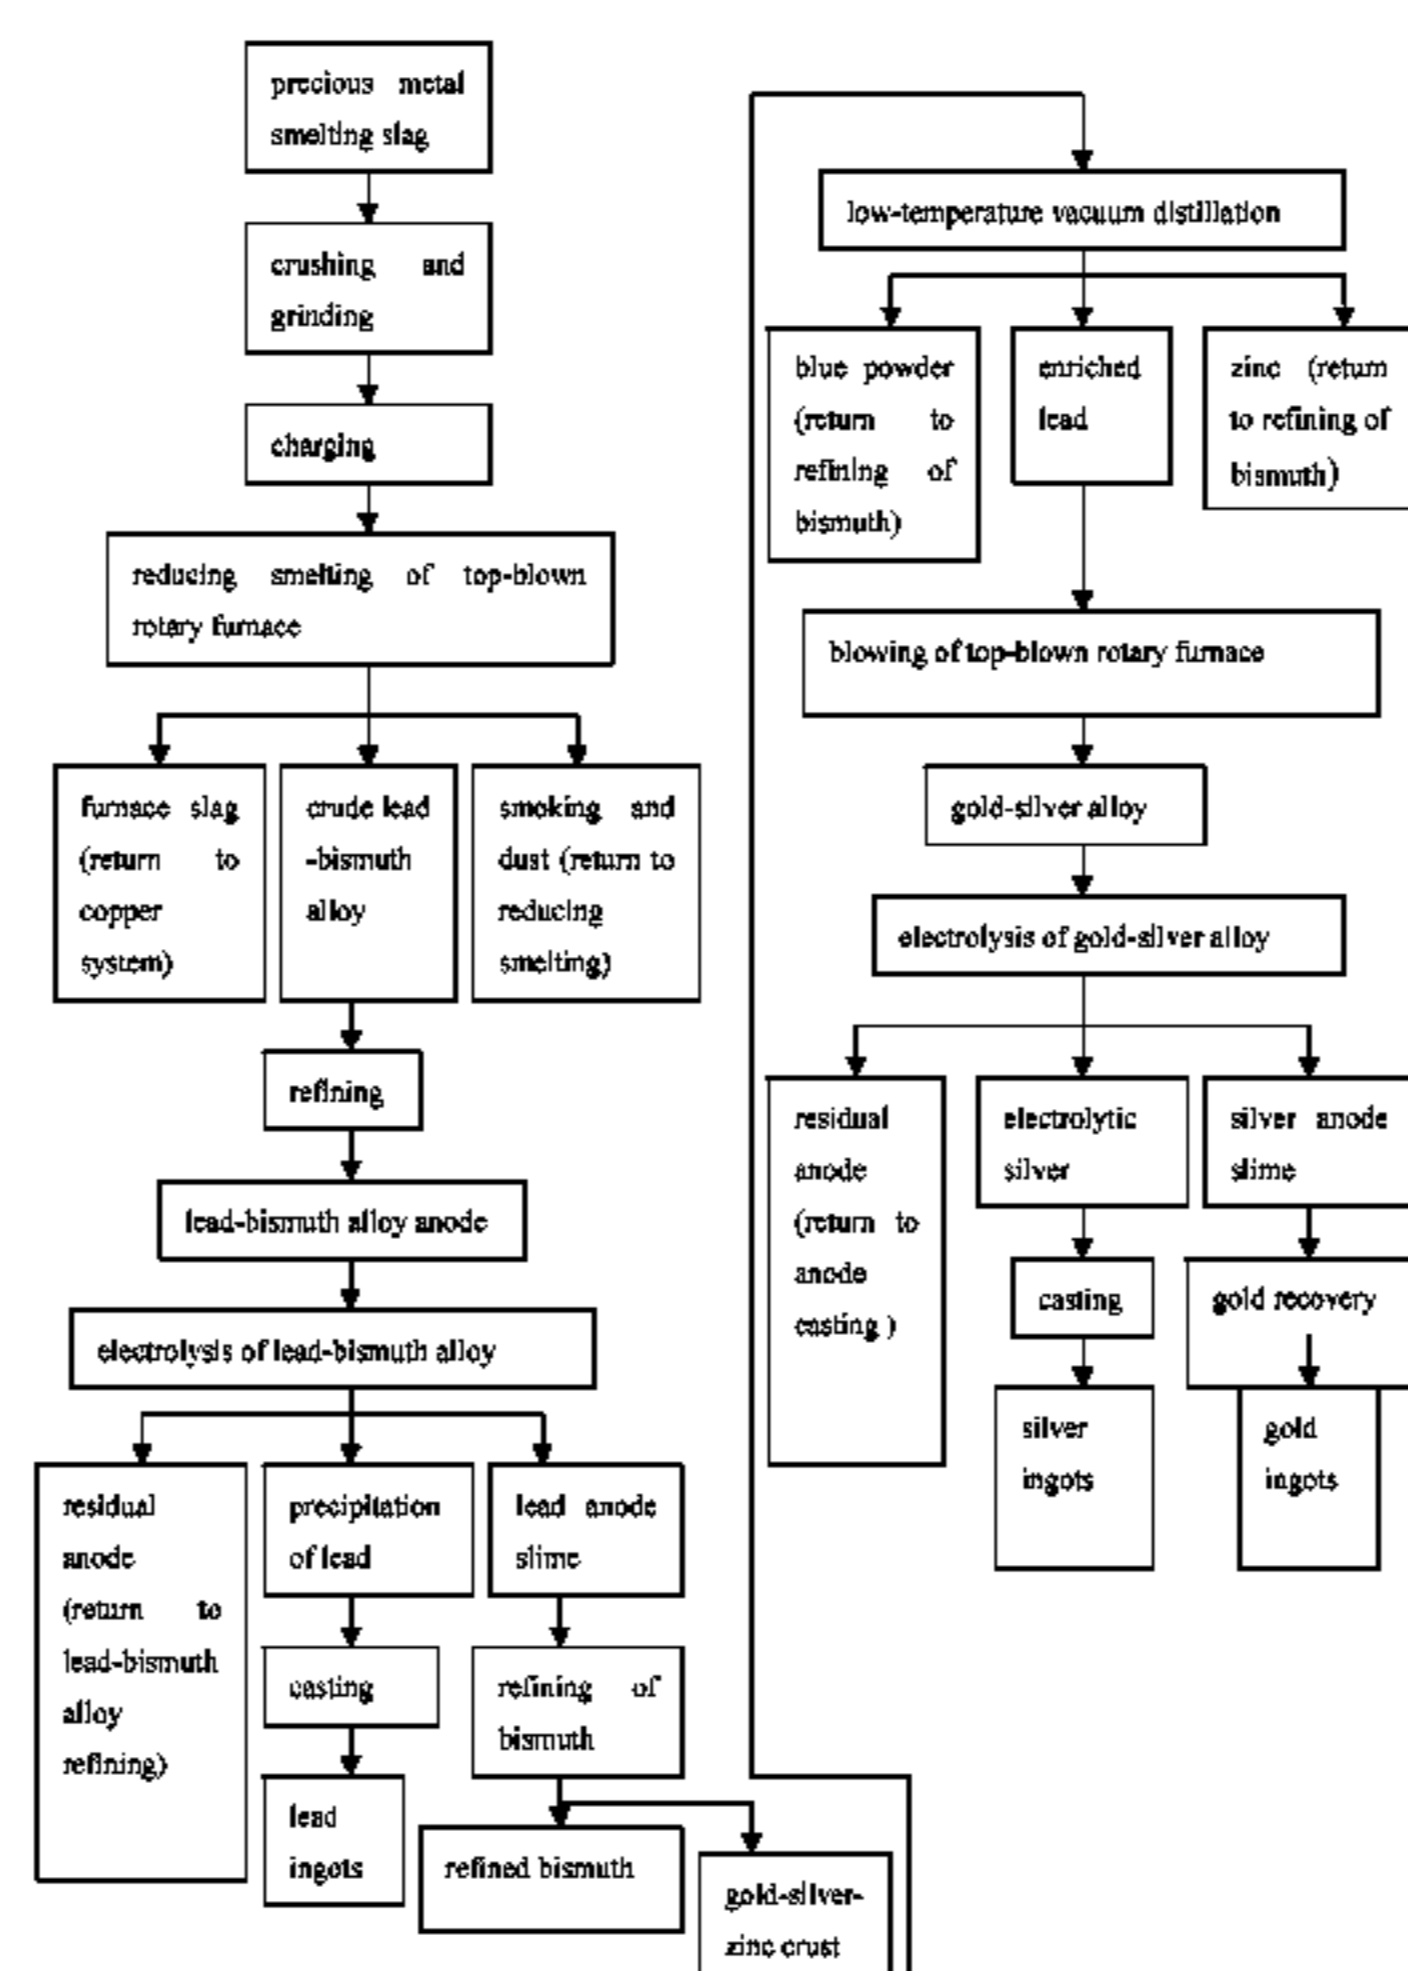 precious metal
smelting slag
crushing and
grinding
charging
reducing smelting of top-blown
rotary furnace
furnace slag
(return to
copper
system)
crude lead
-bismuth
alloy
smoking and
dust (return to
reducing
smelting)
refining
lead-bismuth alloy anode
electrolysis of lead-bismuth alloy
residual
anode
(return to
lead-bismuth
alloy
refining)
precipitation
of lead
casting
lead
ingots
lead anode
slime
refining of
bismuth
refined bismuth
gold-silver-
zinc crust
low-temperature vacuum distillation
blue powder
(return to
refining of
bismuth)
enriched
lead
zinc (return
to refining of
bismuth)
blowing of top-blown rotary furnace
gold-silver alloy
electrolysis of gold-silver alloy
residual
anode
(return to
anode
casting )
electrolytic
silver
casting
silver
ingots
silver anode
slime
gold recovery
gold
ingots